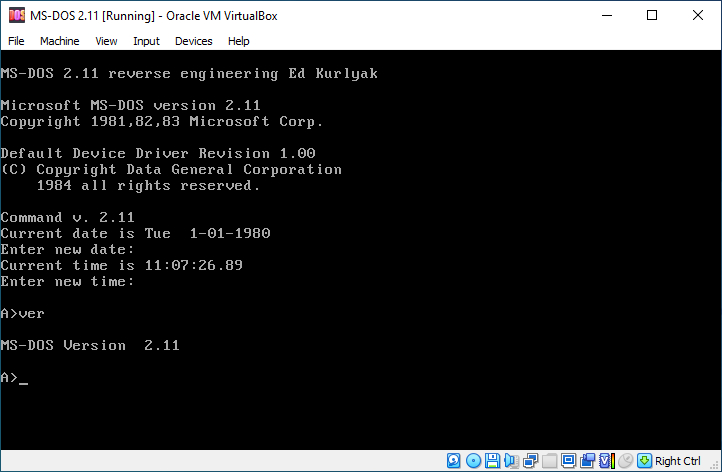 DOS
MS-DOS 2.11 [Running] - Oracle VM VirtualBox
File Machine View Input Devices Help
MS-DOS 2.11 reverse engineering Ed Kurlyak
Microsoft MS-DOS version 2.11
Copyright 1981,82,83 Microsoft Corp.
Default Device Driver Revision 1.00
(C) Copyright Data General Corporation
1984 all rights reserved.
Command v. 2.11
Current date is Tue  1-01-1980
Enter new date:
Current time is 11:07:26.89
Enter new time:
A>ver
MS-DOS Version  2.11
A>_
Right Ctrl